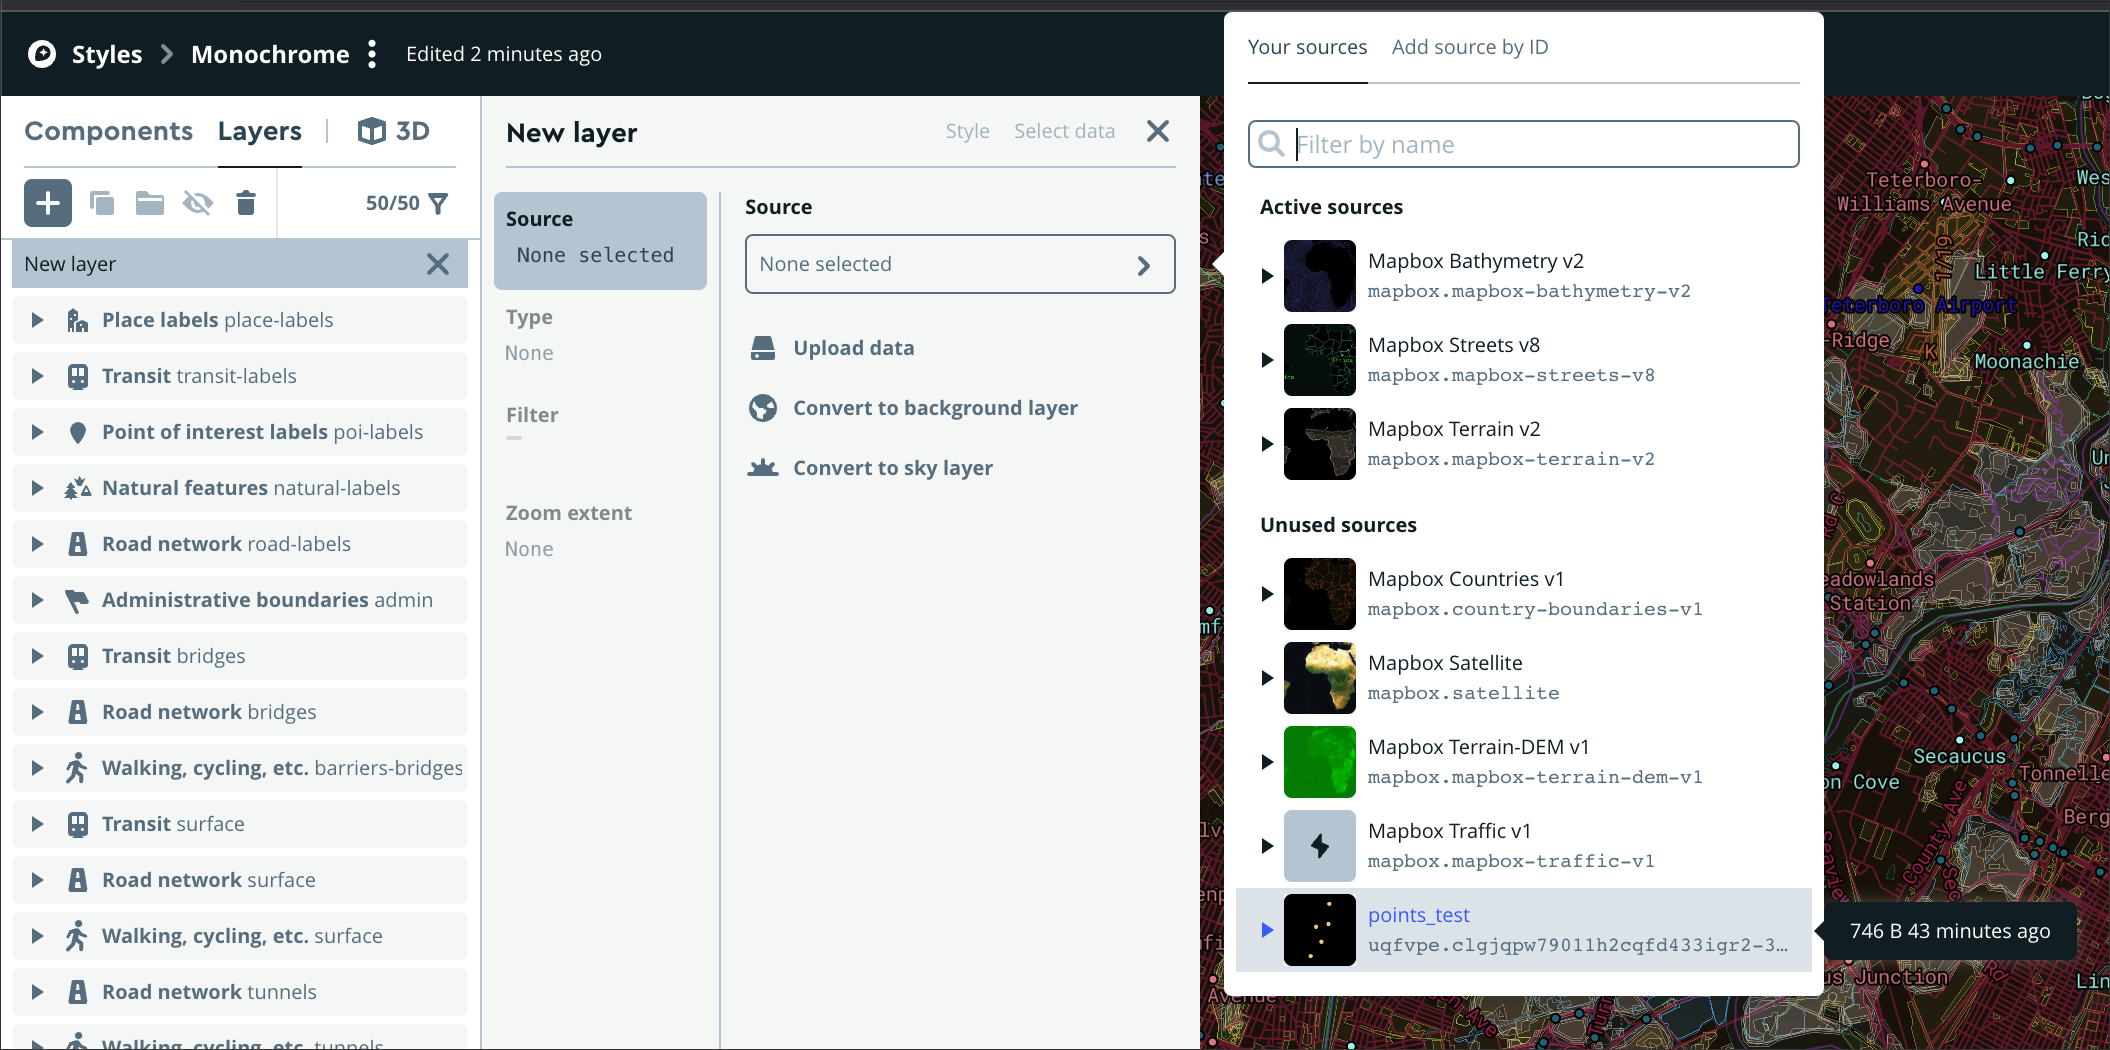 Styles > Monochrome Edited 2 minutes ago
Components Layers 3D
50/50
New layer
Place labels place-labels
Transit transit-labels
Point of interest labels poi-labels
Natural features natural-labels
Road network road-labels
Administrative boundaries admin
Transit bridges
Road network bridges
Walking, cycling, etc. barriers-bridges
Transit surface
Road network surface
Walking, cycling, etc. surface
Road network tunnels
Walking, cycling, etc. tunnels
New layer Style Select data
Source
None selected
Type
None
Filter
Zoom extent
None
Source
None selected
Upload data
Convert to background layer
Convert to sky layer
Your sources Add source by ID
Filter by name
Active sources
Mapbox Bathymetry v2
mapbox.mapbox-bathymetry-v2
Mapbox Streets v8
mapbox.mapbox-streets-v8
Mapbox Terrain v2
mapbox.mapbox-terrain-v2
Unused sources
Mapbox Countries v1
mapbox.country-boundaries-v1
Mapbox Satellite
mapbox.satellite
Mapbox Terrain-DEM v1
mapbox.mapbox-terrain-dem-v1
Mapbox Traffic v1
mapbox.mapbox-traffic-v1
points_test
uqfvpe.clgjqpw79011h2cqfd433igr2-3…
746 B 43 minutes ago
Teterboro-
Williams Avenue
1/19
Little Ferry
Teterboro Airport
-Ridge
K
Moonachie
eadowlands
Station
Secaucus
Tonnelle
on Cove
County Ave
Berg
us Junction
Rd
Lin
Avenue
Ave